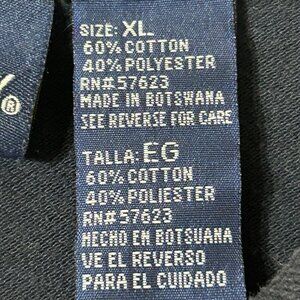 SIZE: XL
60% COTTON
40% POLYESTER
RN#57623
MADE IN BOTSWANA
SEE REVERSE FOR CARE
TALLA: EG
60% COTTON
40% POLIESTER
RN#57623
HECHO EN BOTSUANA
VE EL REVERSO
PARA EL CUIDADO
®